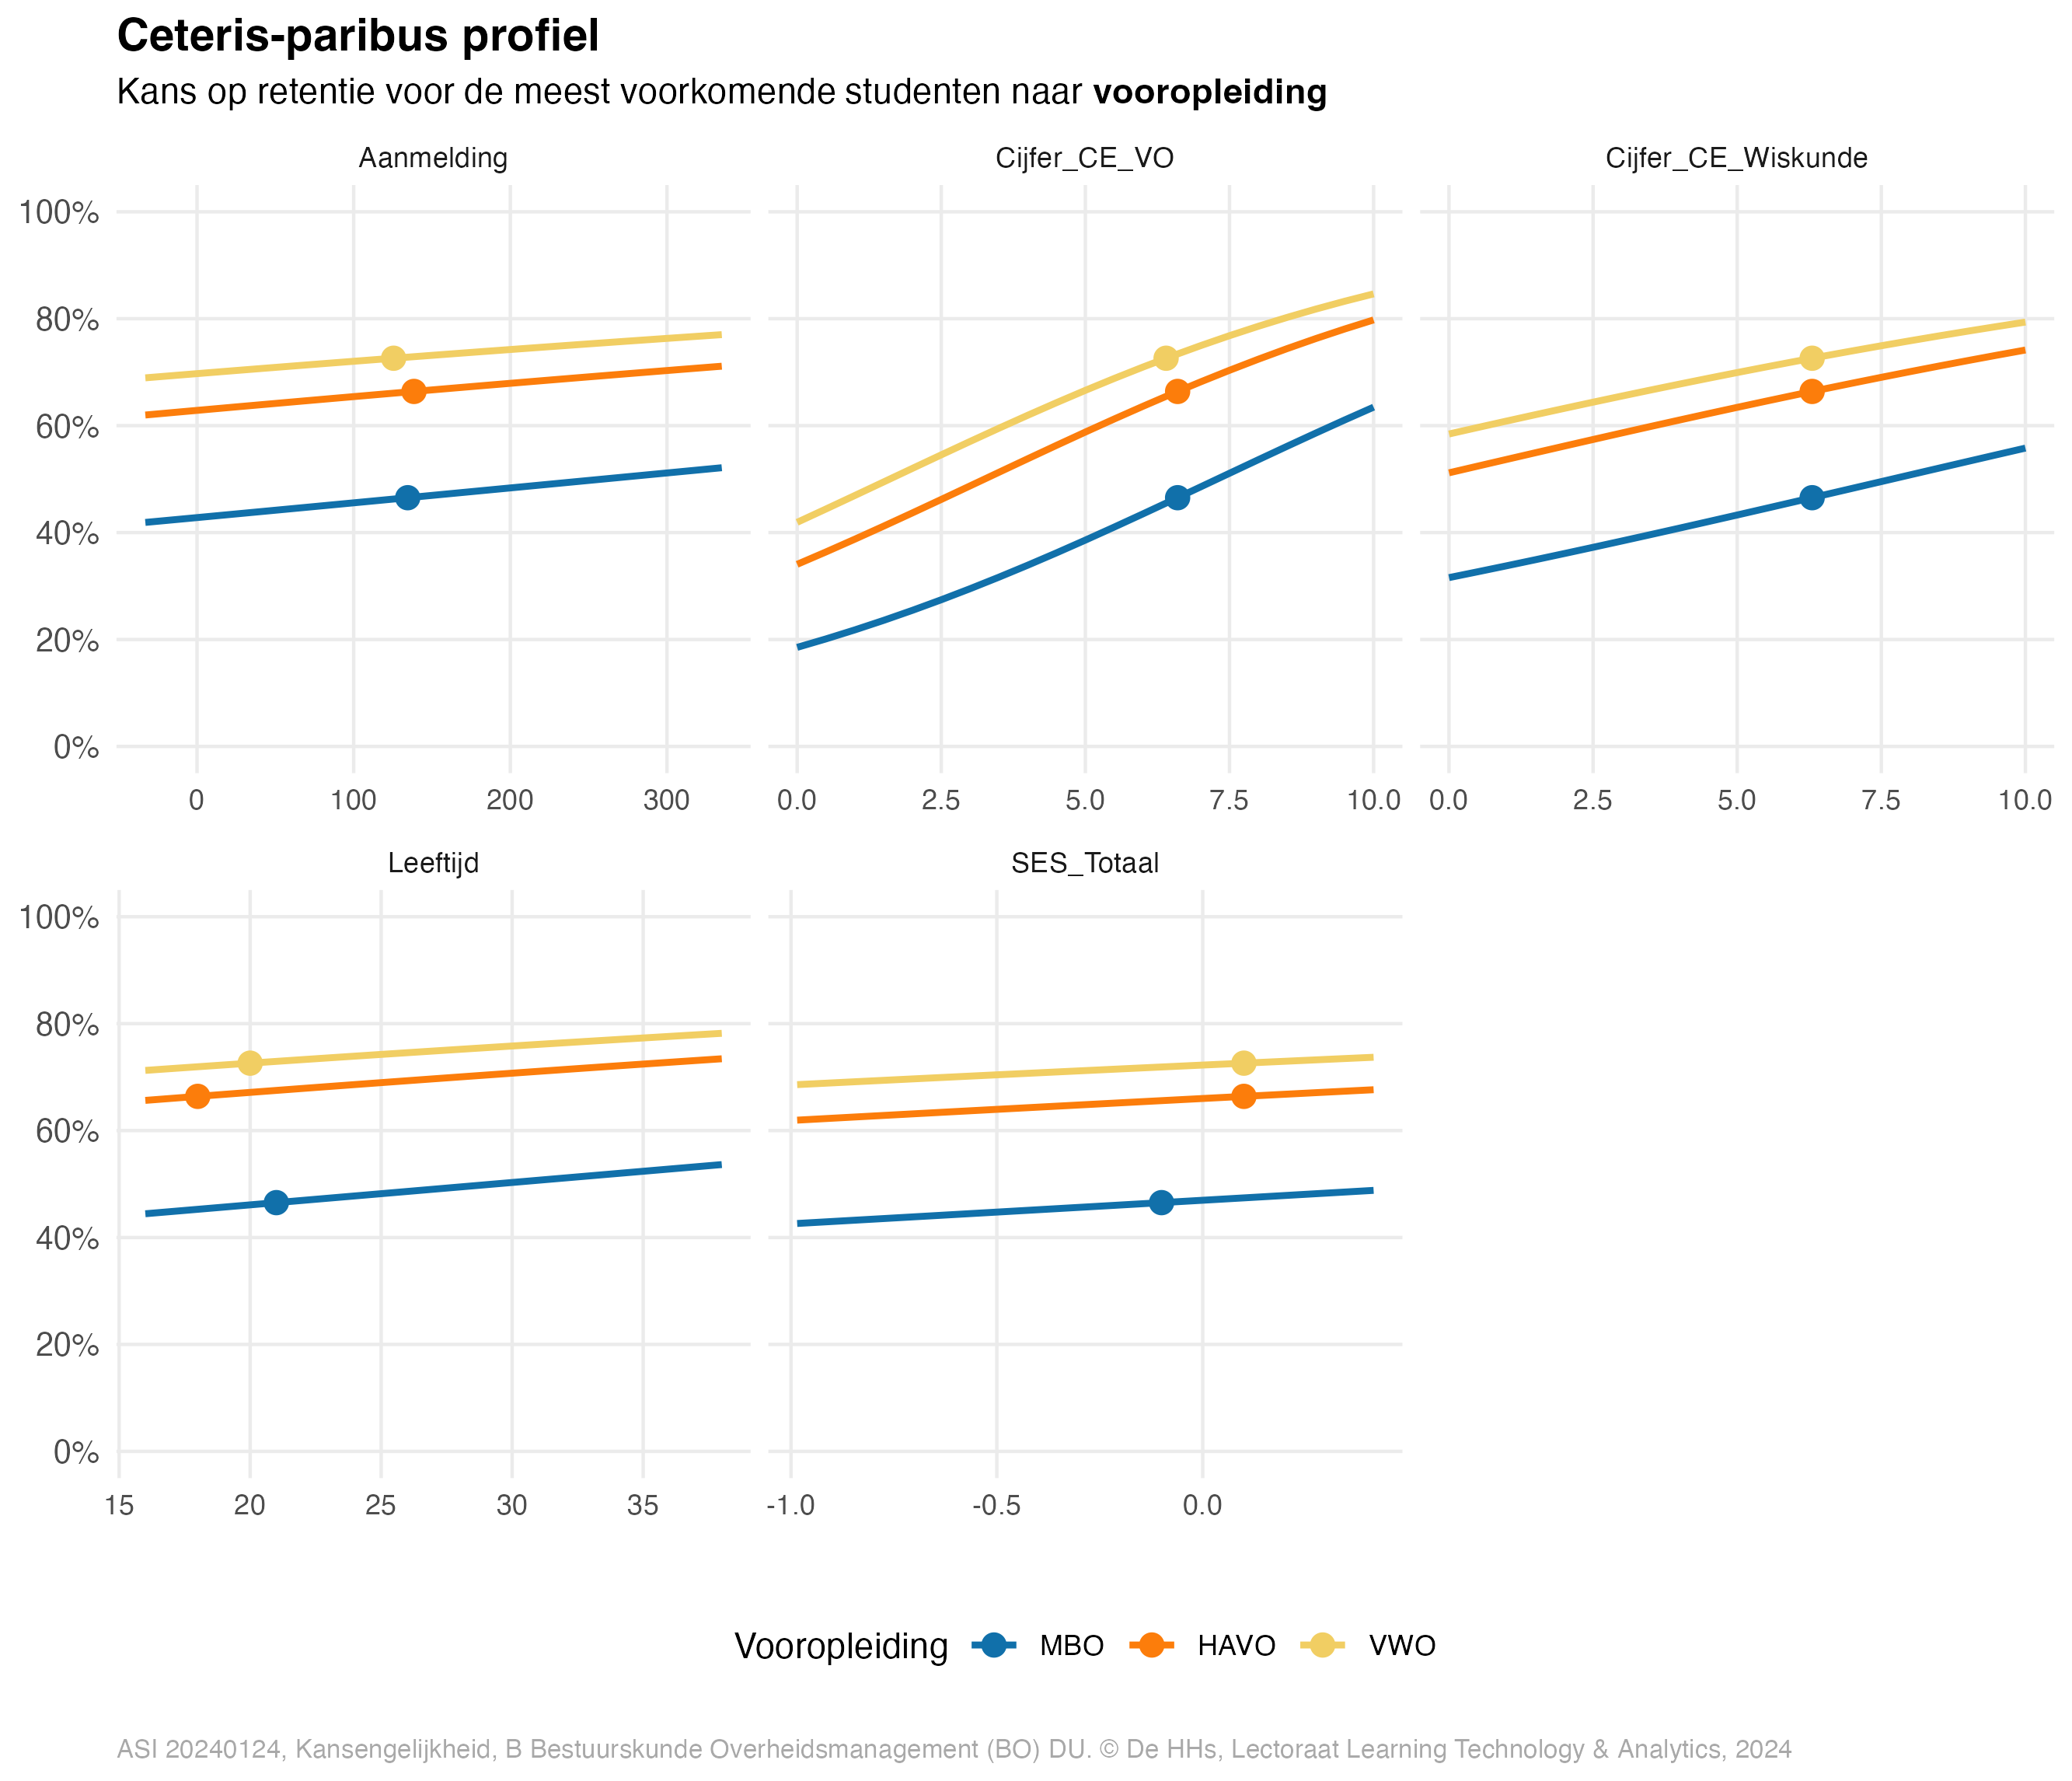 Ceteris-paribus profiel
Kans op retentie voor de meest voorkomende studenten naar vooropleiding
Aanmelding
Cijfer_CE_VO
Cijfer_CE_Wiskunde
100%
80%
60%
40%
20%
0%
0 100 200 300
0.0 2.5 5.0 7.5 10.0
0.0 2.5 5.0 7.5 10.0
Leeftijd
SES_Totaal
100%
80%
60%
40%
20%
0%
15 20 25 30 35
-1.0 -0.5 0.0
Vooropleiding MBO HAVO VWO
ASI 20240124, Kansengelijkheid, B Bestuurskunde Overheidsmanagement (BO) DU. © De HHs, Lectoraat Learning Technology & Analytics, 2024